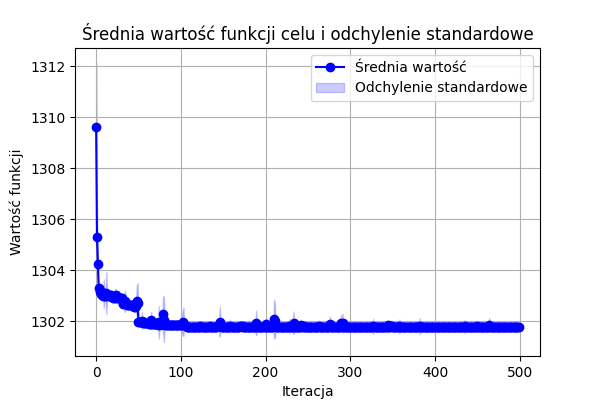 Średnia wartość funkcji celu i odchylenie standardowe
Średnia wartość
Odchylenie standardowe
Wartość funkcji
1312
1310
1308
1306
1304
1302
0 100 200 300 400 500
Iteracja